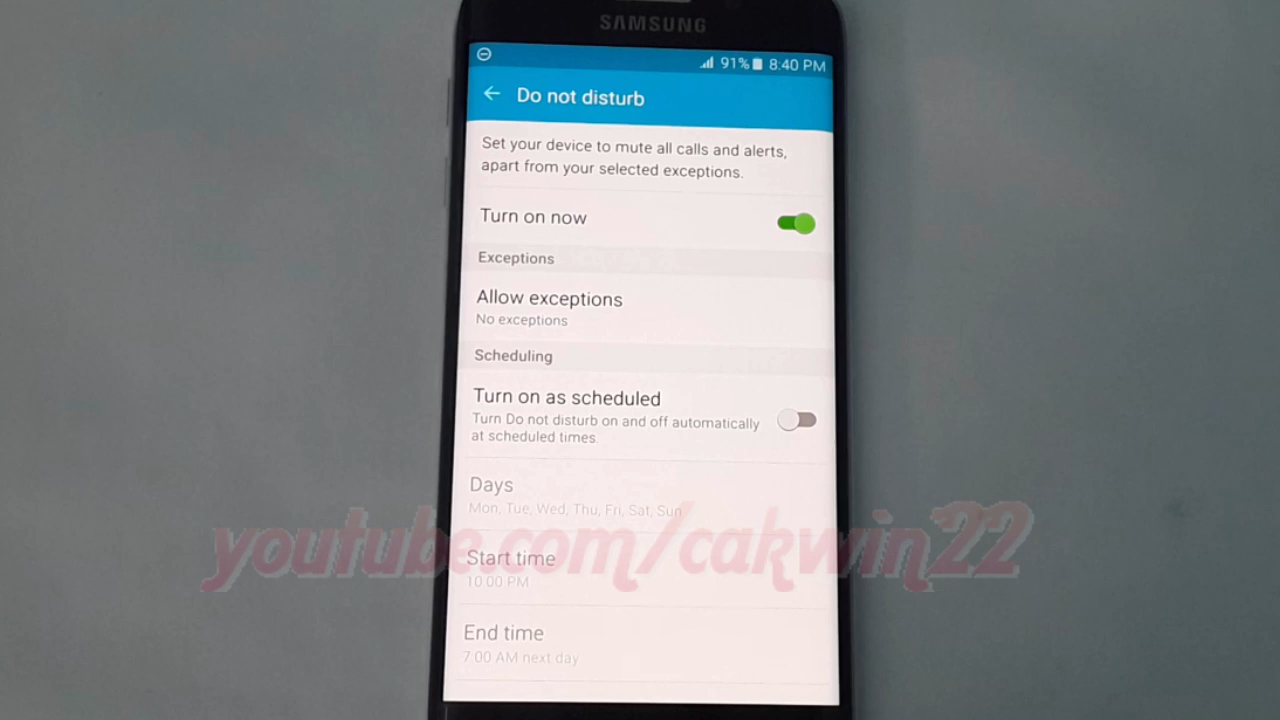 SAMSUNG
91% 8:40 PM
Do not disturb
Set your device to mute all calls and alerts,
apart from your selected exceptions.
Turn on now
Exceptions
Allow exceptions
No exceptions
Scheduling
Turn on as scheduled
Turn Do not disturb on and off automatically
at scheduled times.
Days
Mon, Tue, Wed, Thu, Fri, Sat, Sun
youtube.com/cakwin22
Start time
10:00 PM
End time
7:00 AM next day